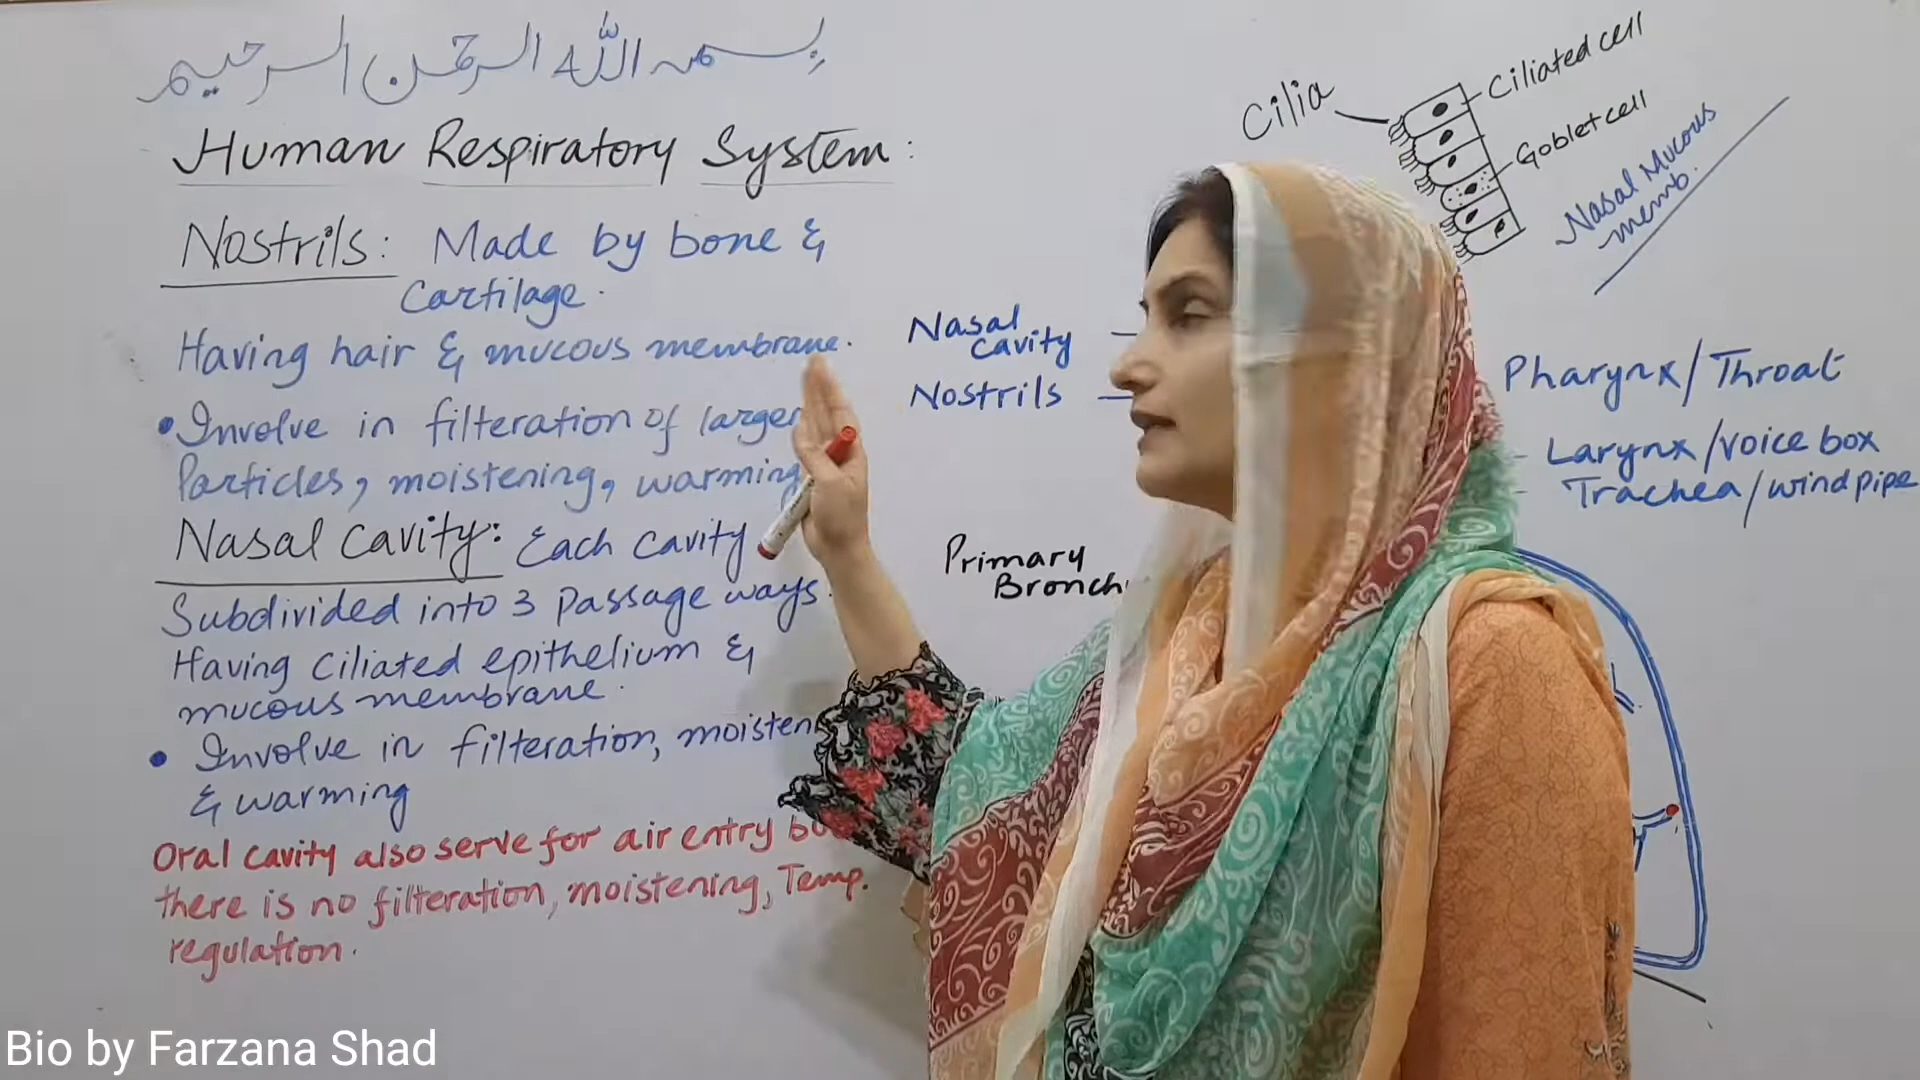 بسم الله الرحمن الرحيم
Human Respiratory System:
Nostrils: Made by bone &
Cartilage.
Having hair & mucous membrane.
• Involve in filteration of larger
Particles, moistening, warming
Nasal cavity: Each cavity
Subdivided into 3 passage ways.
Having ciliated epithelium &
mucous membrane.
• Involve in filteration, moisten
& warming
Oral cavity also serve for air entry
there is no filteration, moistening, Temp.
regulation.
Cilia
Ciliated cell
Goblet cell
Nasal Mucous
memb.
Nasal
cavity
Nostrils
Pharynx/Throat
Larynx/voice box
Trachea/wind pipe
Primary
Bronch
Bio by Farzana Shad